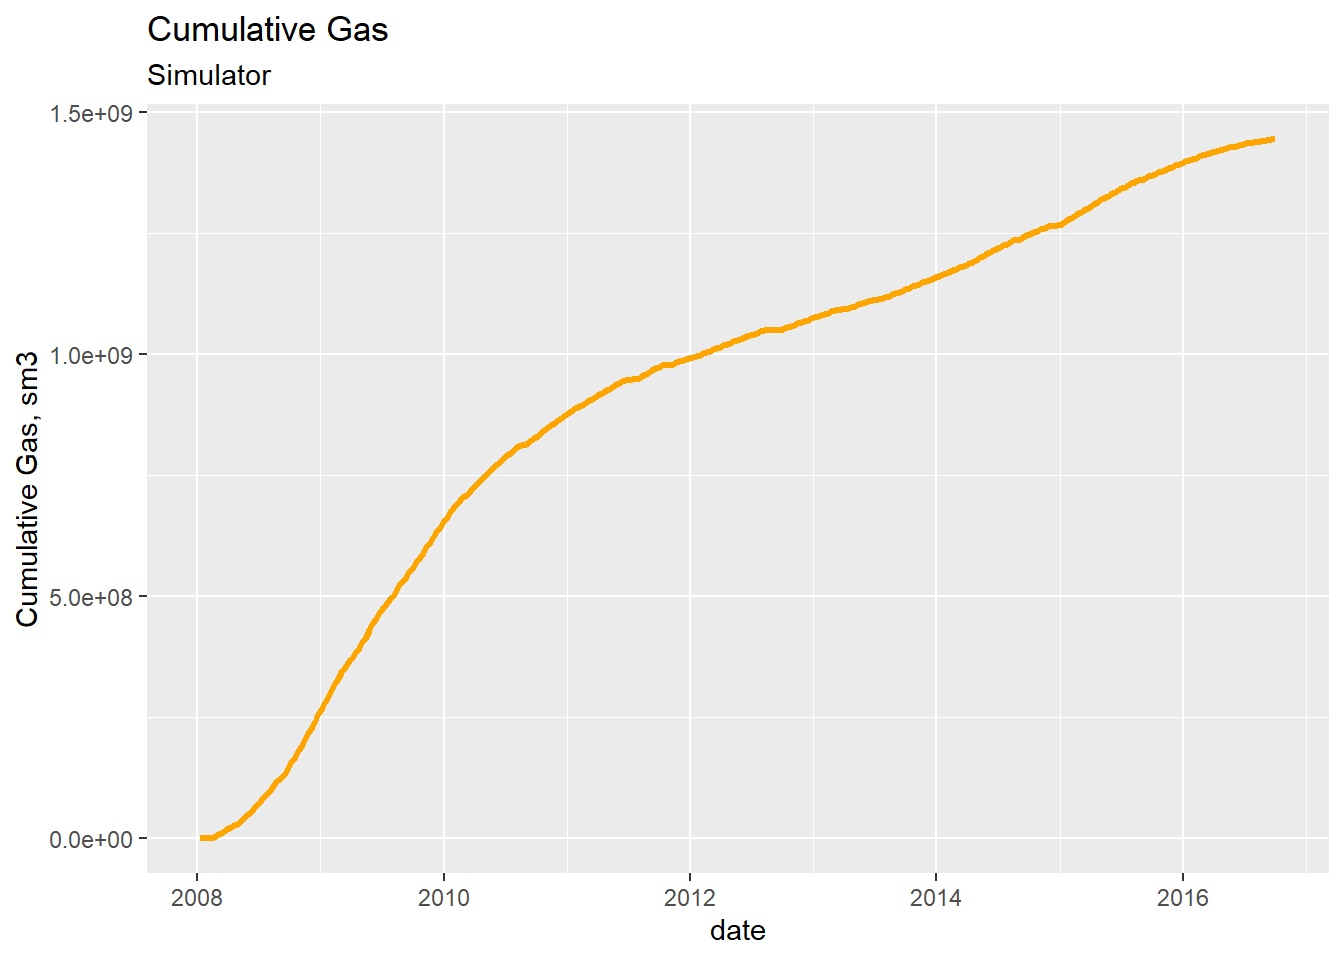 Cumulative Gas
Simulator
Cumulative Gas, sm3
1.5e+09
1.0e+09
5.0e+08
0.0e+00
2008 2010 2012 2014 2016
date